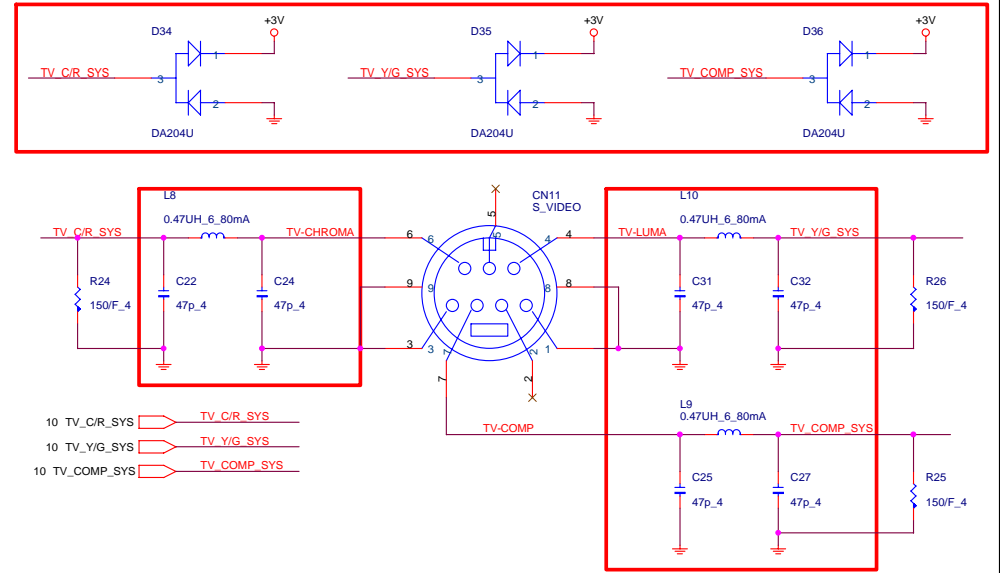 +3V
+3V
+3V
D34
D35
D36
1
1
1
TV_C/R_SYS
3
TV_Y/G_SYS
3
TV_COMP_SYS
3
2
2
2
DA204U
DA204U
DA204U
L8
0.47UH_6_80mA
CN11
S_VIDEO
L10
0.47UH_6_80mA
5
5
TV_C/R_SYS
TV-CHROMA
6
6
4
4
TV-LUMA
TV_Y/G_SYS
R24
150/F_4
C22
47p_4
C24
47p_4
9
9
8
8
C31
47p_4
C32
47p_4
R26
150/F_4
3
3
7
2
1
7
2
L9
0.47UH_6_80mA
10 TV_C/R_SYS
TV_C/R_SYS
10 TV_Y/G_SYS
TV_Y/G_SYS
10 TV_COMP_SYS
TV_COMP_SYS
TV-COMP
TV_COMP_SYS
C25
47p_4
C27
47p_4
R25
150/F_4